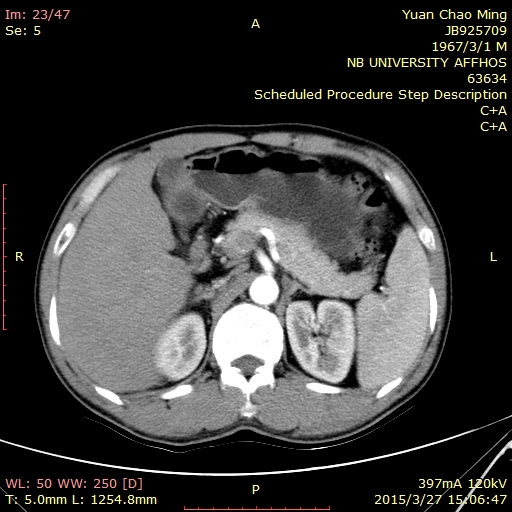 Im: 23/47
Se: 5
A
Yuan Chao Ming
JB925709
1967/3/1 M
NB UNIVERSITY AFFHOS
63634
Scheduled Procedure Step Description
C+A
C+A
R
L
WL: 50 WW: 250 [D]
T: 5.0mm L: 1254.8mm
P
397mA 120kV
2015/3/27 15:06:47